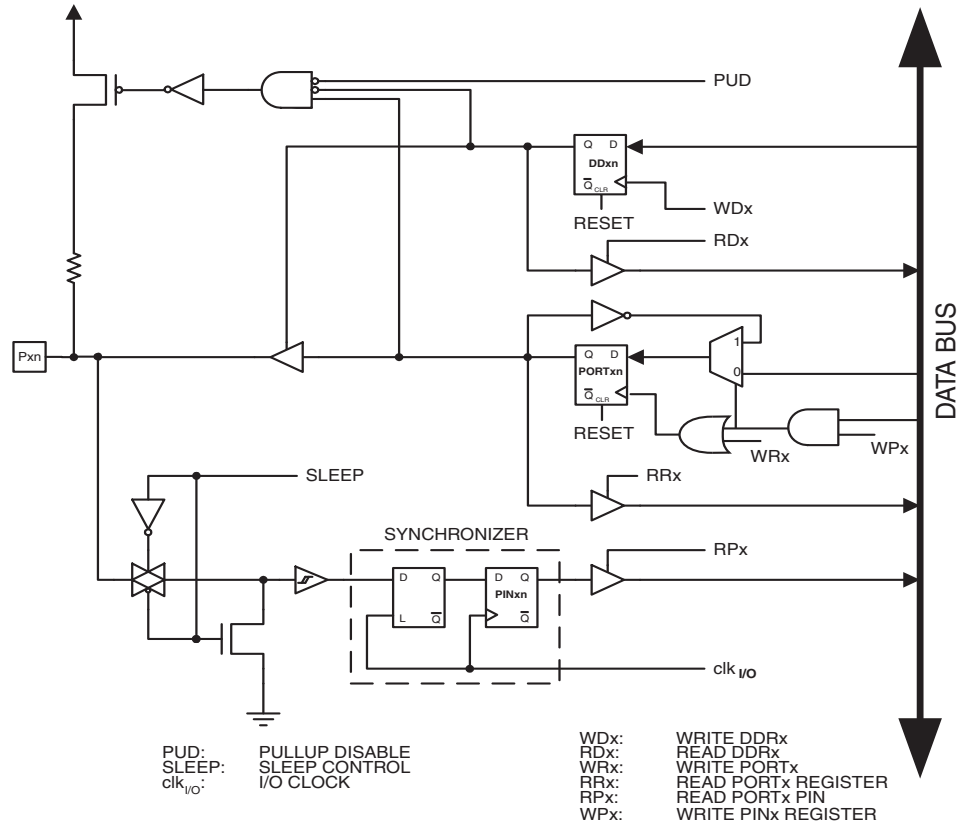 PUD
Q D
DDxn
Q CLR
WDx
RESET
RDx
Pxn
Q D
PORTxn
Q CLR
1
0
RESET
WRx
WPx
DATA BUS
SLEEP
RRx
SYNCHRONIZER
RPx
D Q
L Q
D Q
PINxn
Q
clk I/O
PUD: PULLUP DISABLE
SLEEP: SLEEP CONTROL
clkI/O: I/O CLOCK
WDx: WRITE DDRx
RDx: READ DDRx
WRx: WRITE PORTx
RRx: READ PORTx REGISTER
RPx: READ PORTx PIN
WPx: WRITE PINx REGISTER